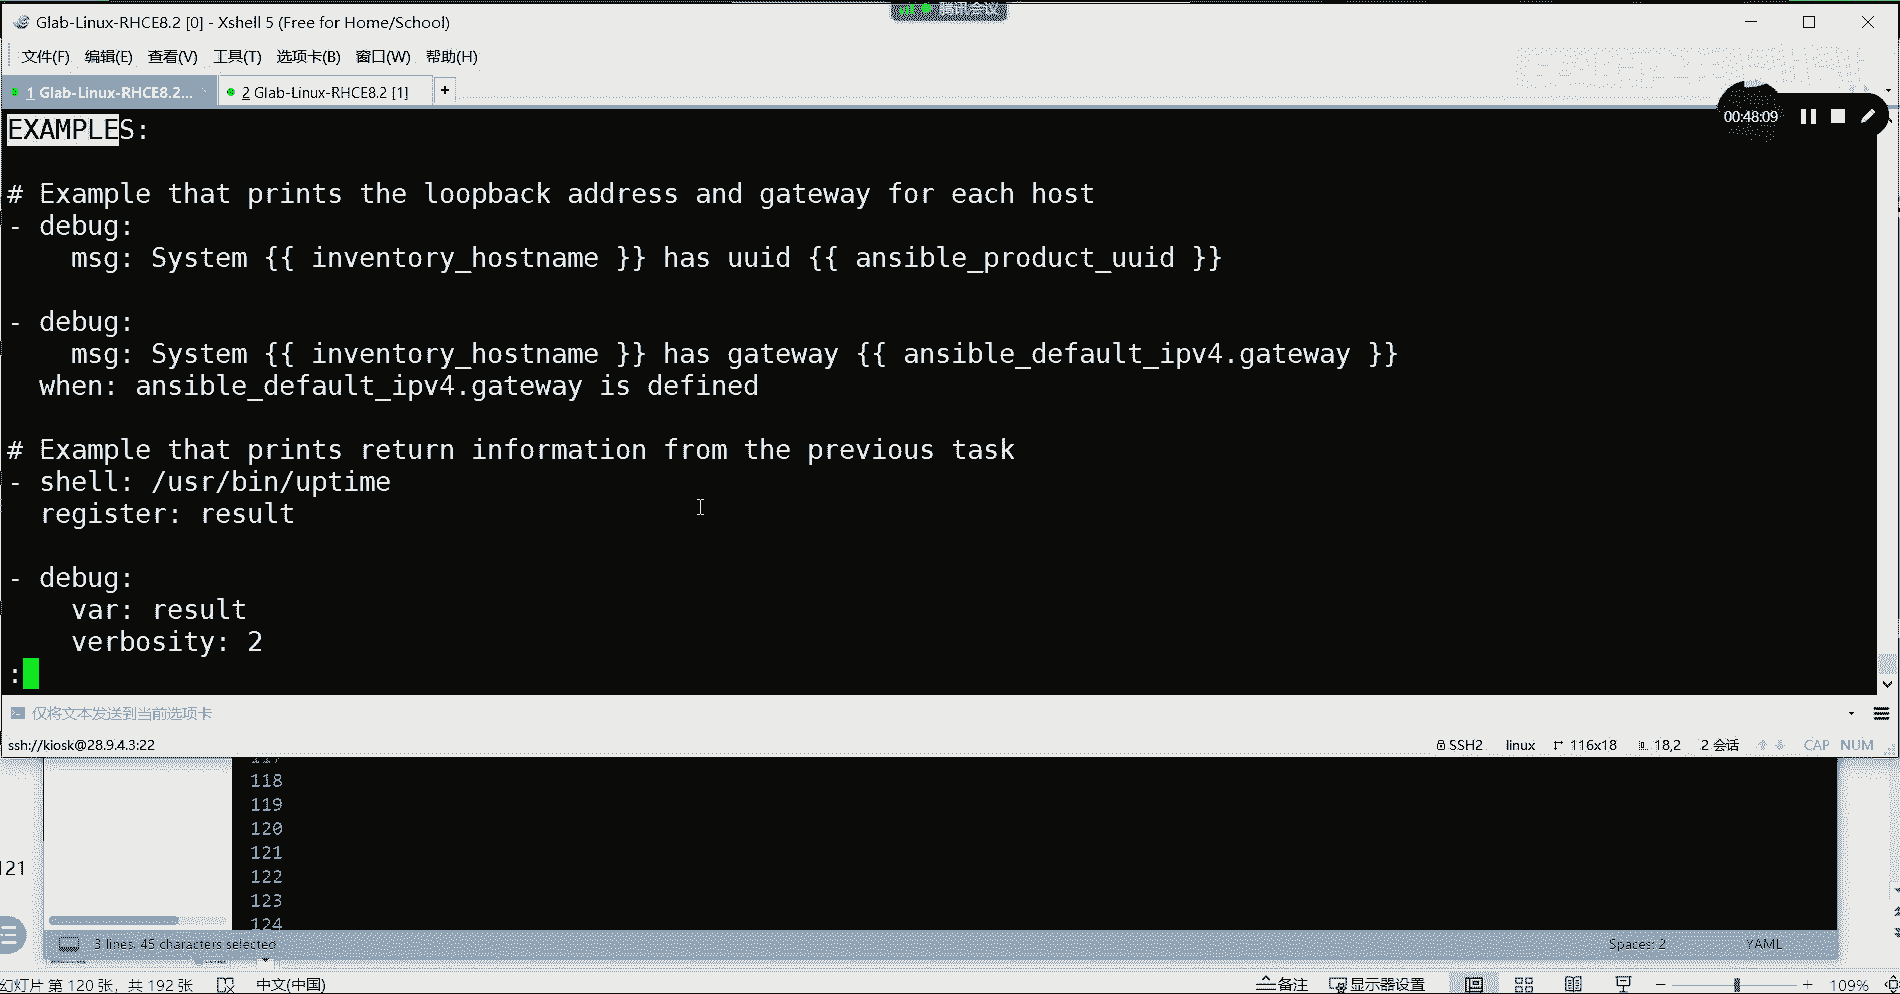 腾讯会议
Glab-Linux-RHCE8.2 [0] - Xshell 5 (Free for Home/School)
文件(F) 编辑(E) 查看(V) 工具(T) 选项卡(B) 窗口(W) 帮助(H)
1 Glab-Linux-RHCE8.2... 2 Glab-Linux-RHCE8.2 [1] +
00:48:09
EXAMPLES:
# Example that prints the loopback address and gateway for each host
- debug:
msg: System {{ inventory_hostname }} has uuid {{ ansible_product_uuid }}
- debug:
msg: System {{ inventory_hostname }} has gateway {{ ansible_default_ipv4.gateway }}
when: ansible_default_ipv4.gateway is defined
# Example that prints return information from the previous task
- shell: /usr/bin/uptime
register: result
- debug:
var: result
verbosity: 2
:
仅将文本发送到当前选项卡
ssh://kiosk@28.9.4.3:22 SSH2 linux 116x18 18,2 2 会话 CAP NUM
117
118
119
120
121
122
123
124
121
3 lines, 45 characters selected Spaces: 2 YAML
幻灯片 第 120 张, 共 192 张 中文(中国) 备注 显示器设置 109%